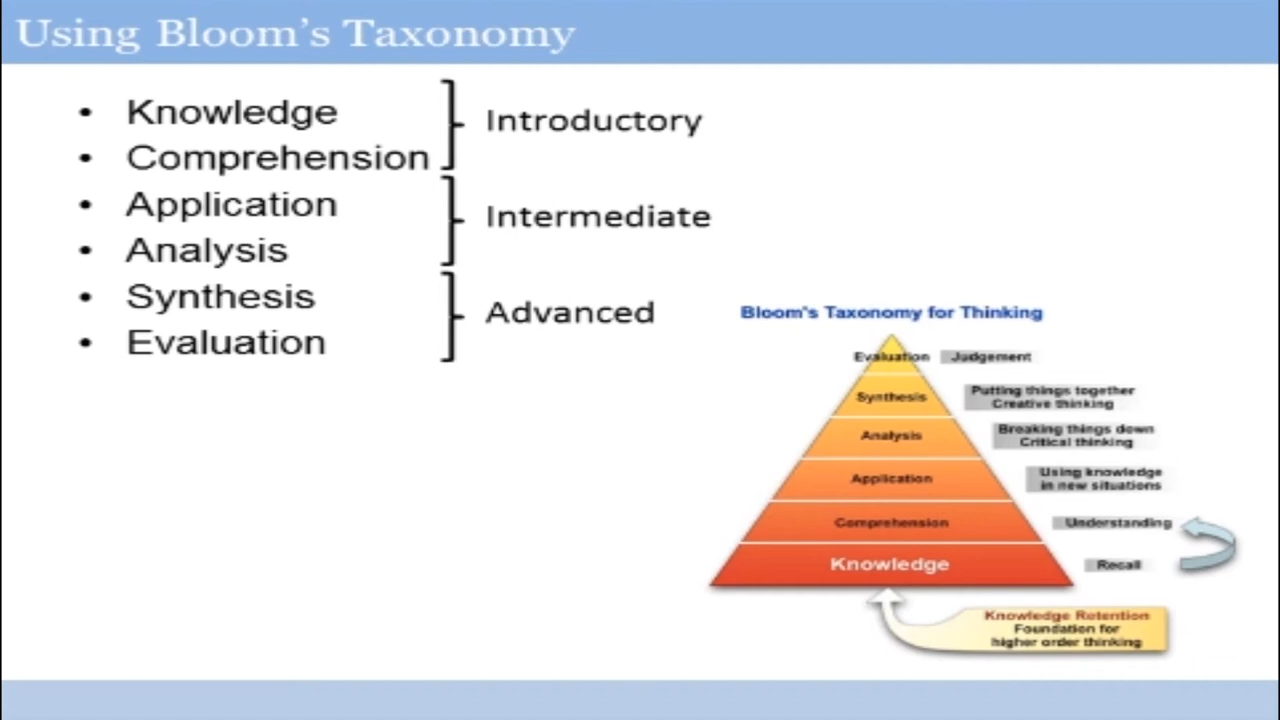 Using Bloom's Taxonomy
• Knowledge
• Comprehension
Introductory
• Application
• Analysis
Intermediate
• Synthesis
• Evaluation
Advanced
Bloom's Taxonomy for Thinking
Evaluation Judgement
Synthesis
Putting things together
Creative thinking
Analysis
Breaking things down
Critical thinking
Application
Using knowledge
in new situations
Comprehension Understanding
Knowledge Recall
Knowledge Retention
Foundation for
higher order thinking